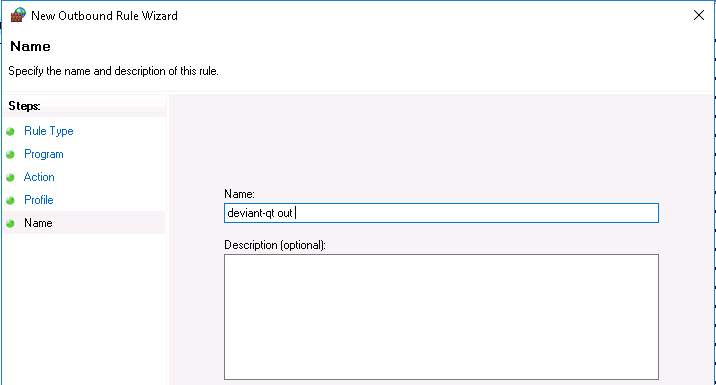 New Outbound Rule Wizard
Name
Specify the name and description of this rule.
Steps:
Rule Type
Program
Action
Profile
Name
Name:
deviant-qt out
Description (optional):